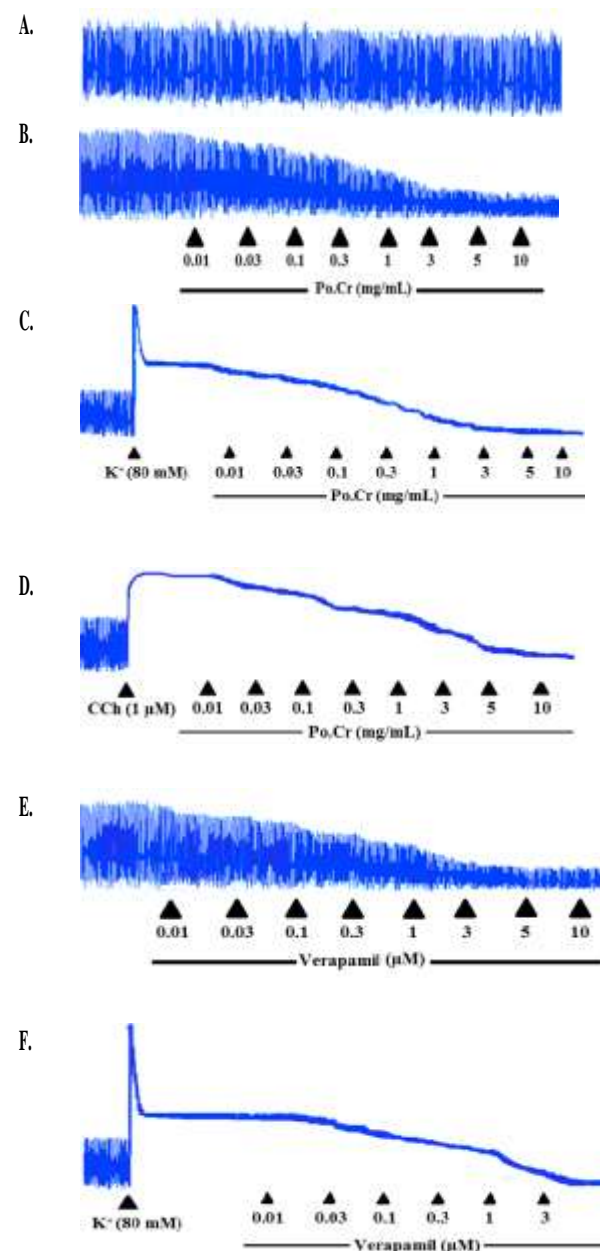 A.
B.
0.01 0.03 0.1 0.3 1 3 5 10
Po.Cr (mg/mL)
C.
K⁺ (80 mM) 0.01 0.03 0.1 0.3 1 3 5 10
Po.Cr (mg/mL)
D.
CCh (1 µM) 0.01 0.03 0.1 0.3 1 3 5 10
Po.Cr (mg/mL)
E.
0.01 0.03 0.1 0.3 1 3 5 10
Verapamil (µM)
F.
K⁺ (80 mM) 0.01 0.03 0.1 0.3 1 3
Verapamil (µM)